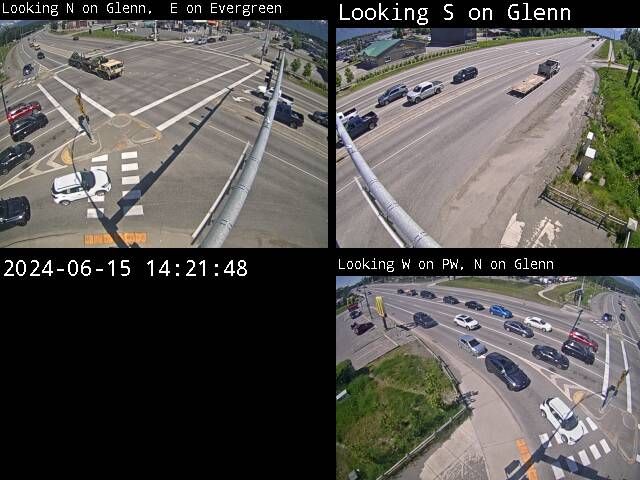 Looking N on Glenn,  E on Evergreen
Looking S on Glenn
2024-06-15 14:21:48
Looking W on PW, N on Glenn